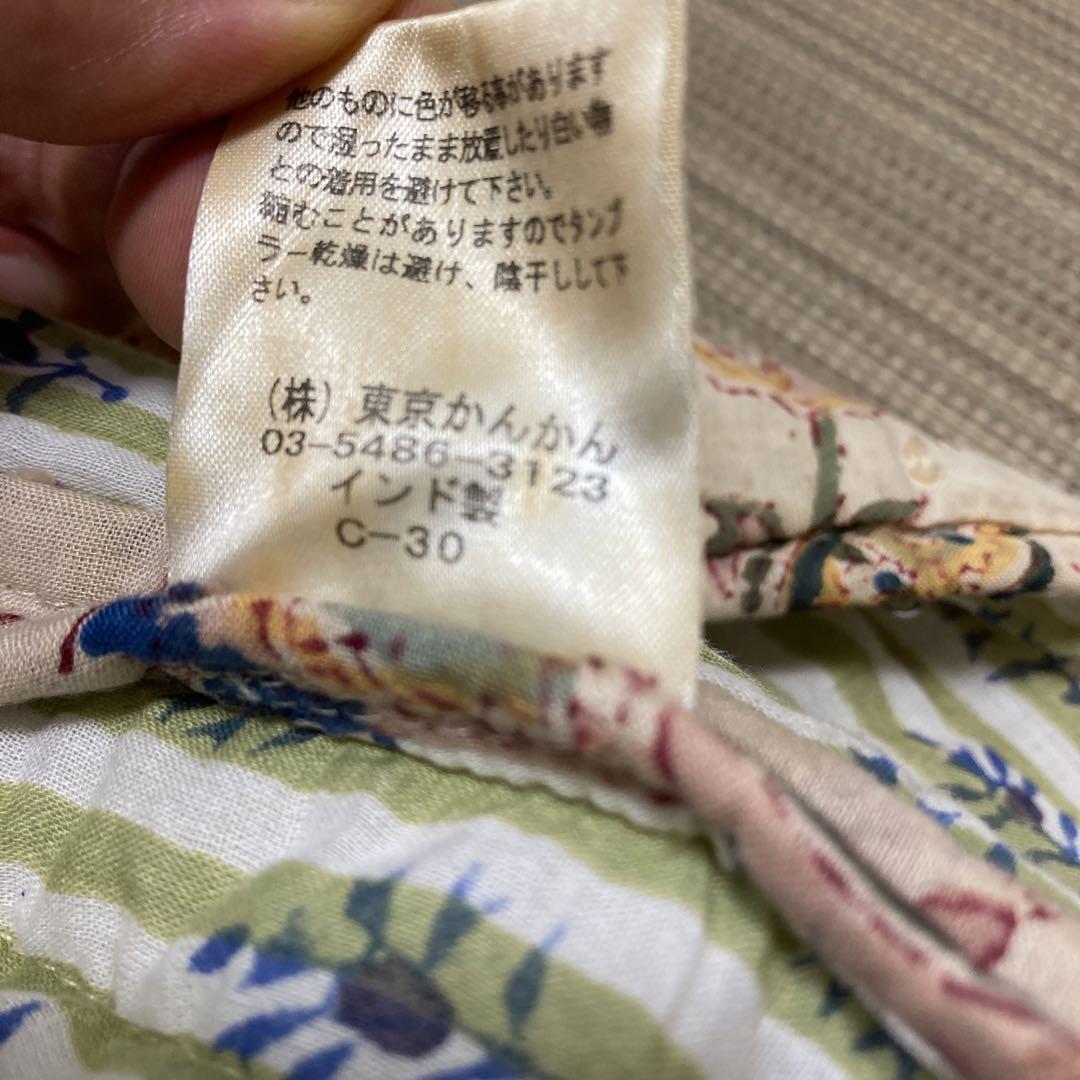 他のものに色が移る事があります
ので湿ったまま放置したり白い物
との着用を避けて下さい。
縮むことがありますのでタンブ
ラー乾燥は避け、陰干しして下
さい。
(株)東京かんかん
03-5486-3123
インド製
C-30